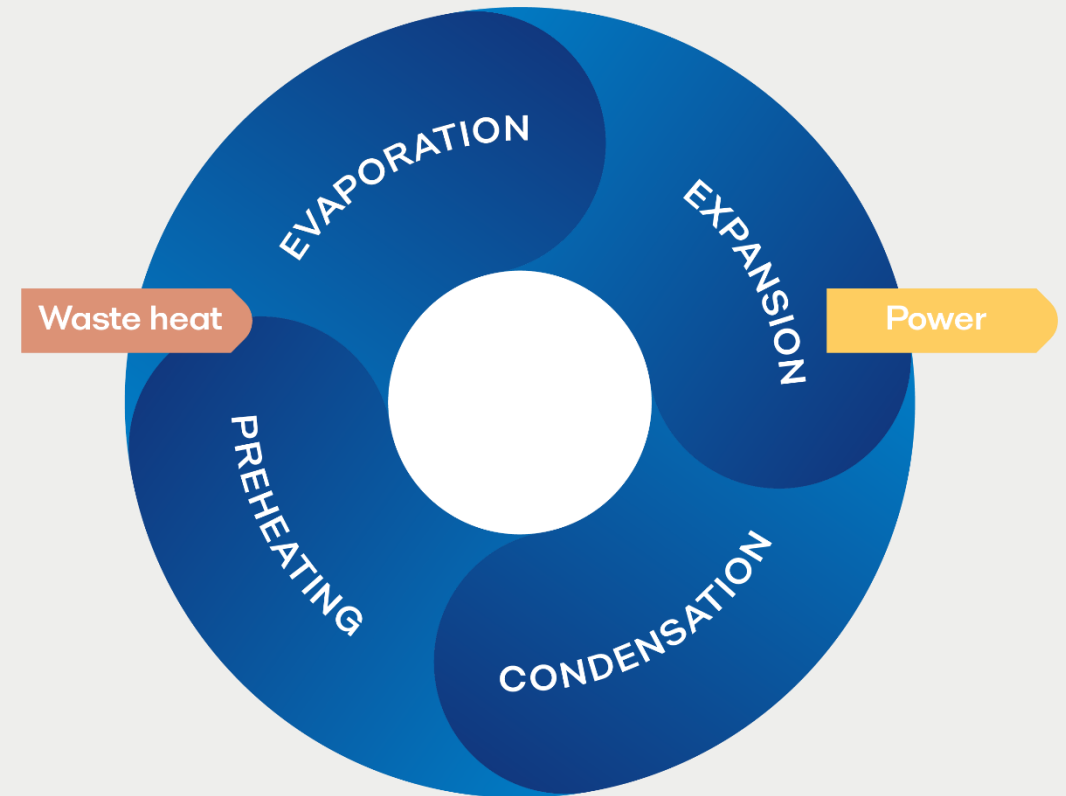 EVAPORATION
EXPANSION
Waste heat
Power
PREHEATING
CONDENSATION